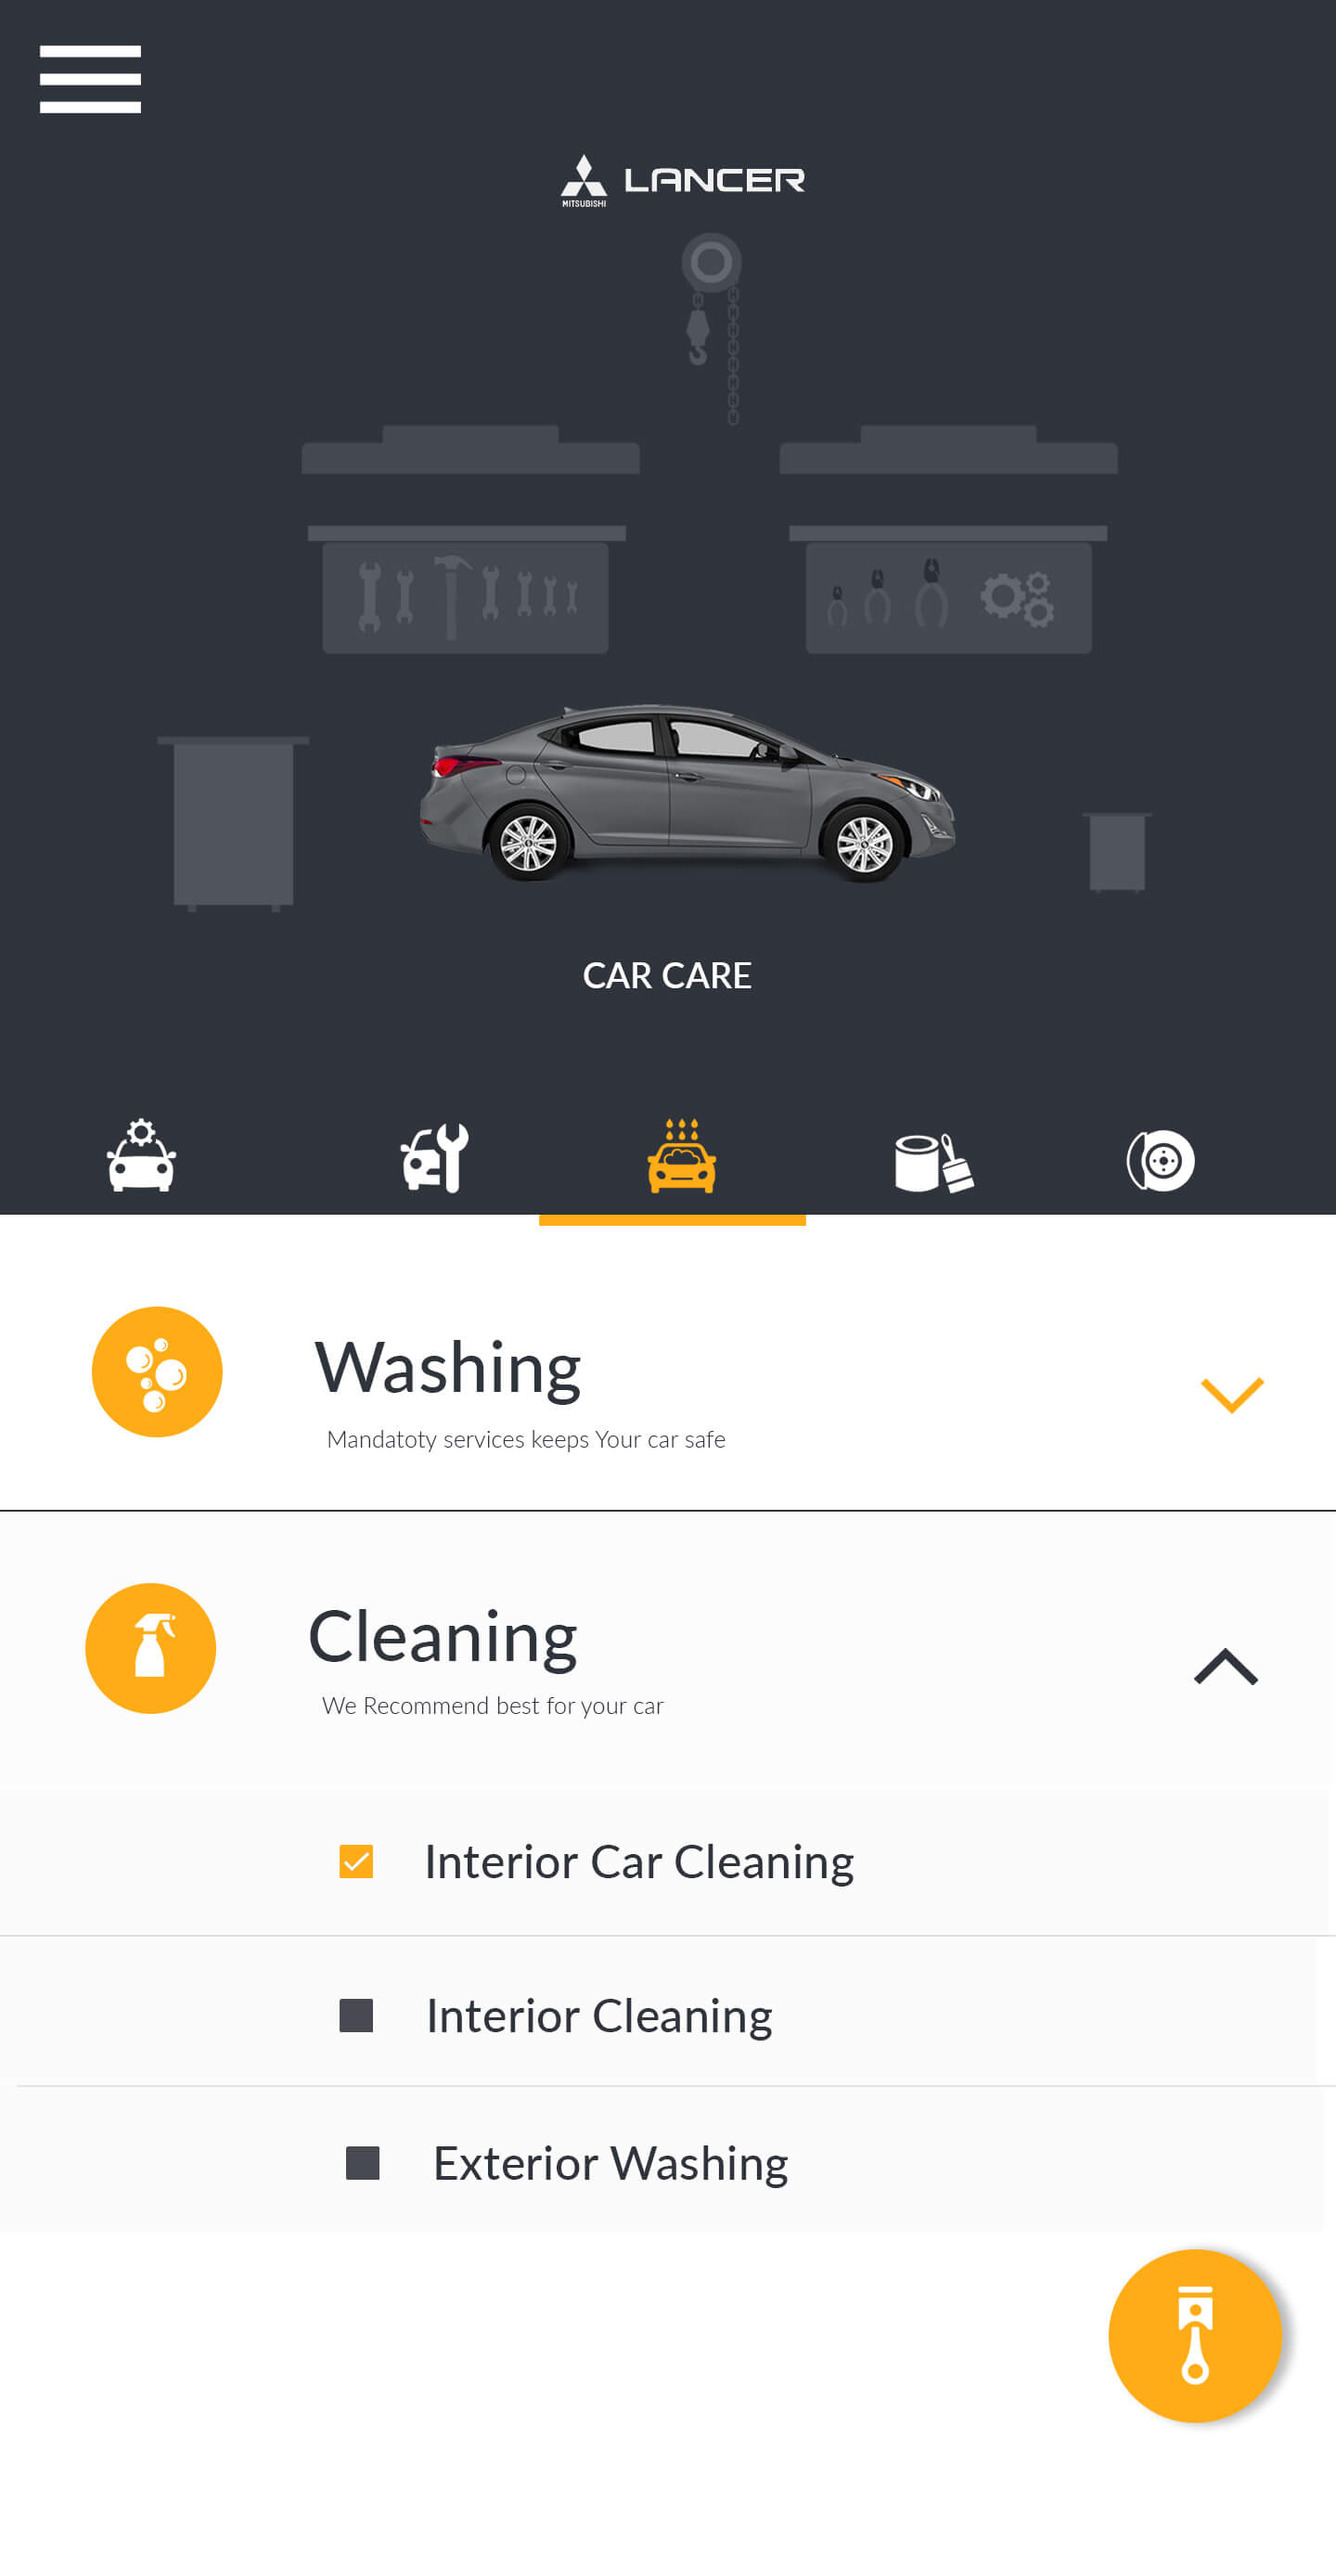 MITSUBISHI
LANCER
CAR CARE
Washing
Mandatoty services keeps Your car safe
Cleaning
We Recommend best for your car
Interior Car Cleaning
Interior Cleaning
Exterior Washing